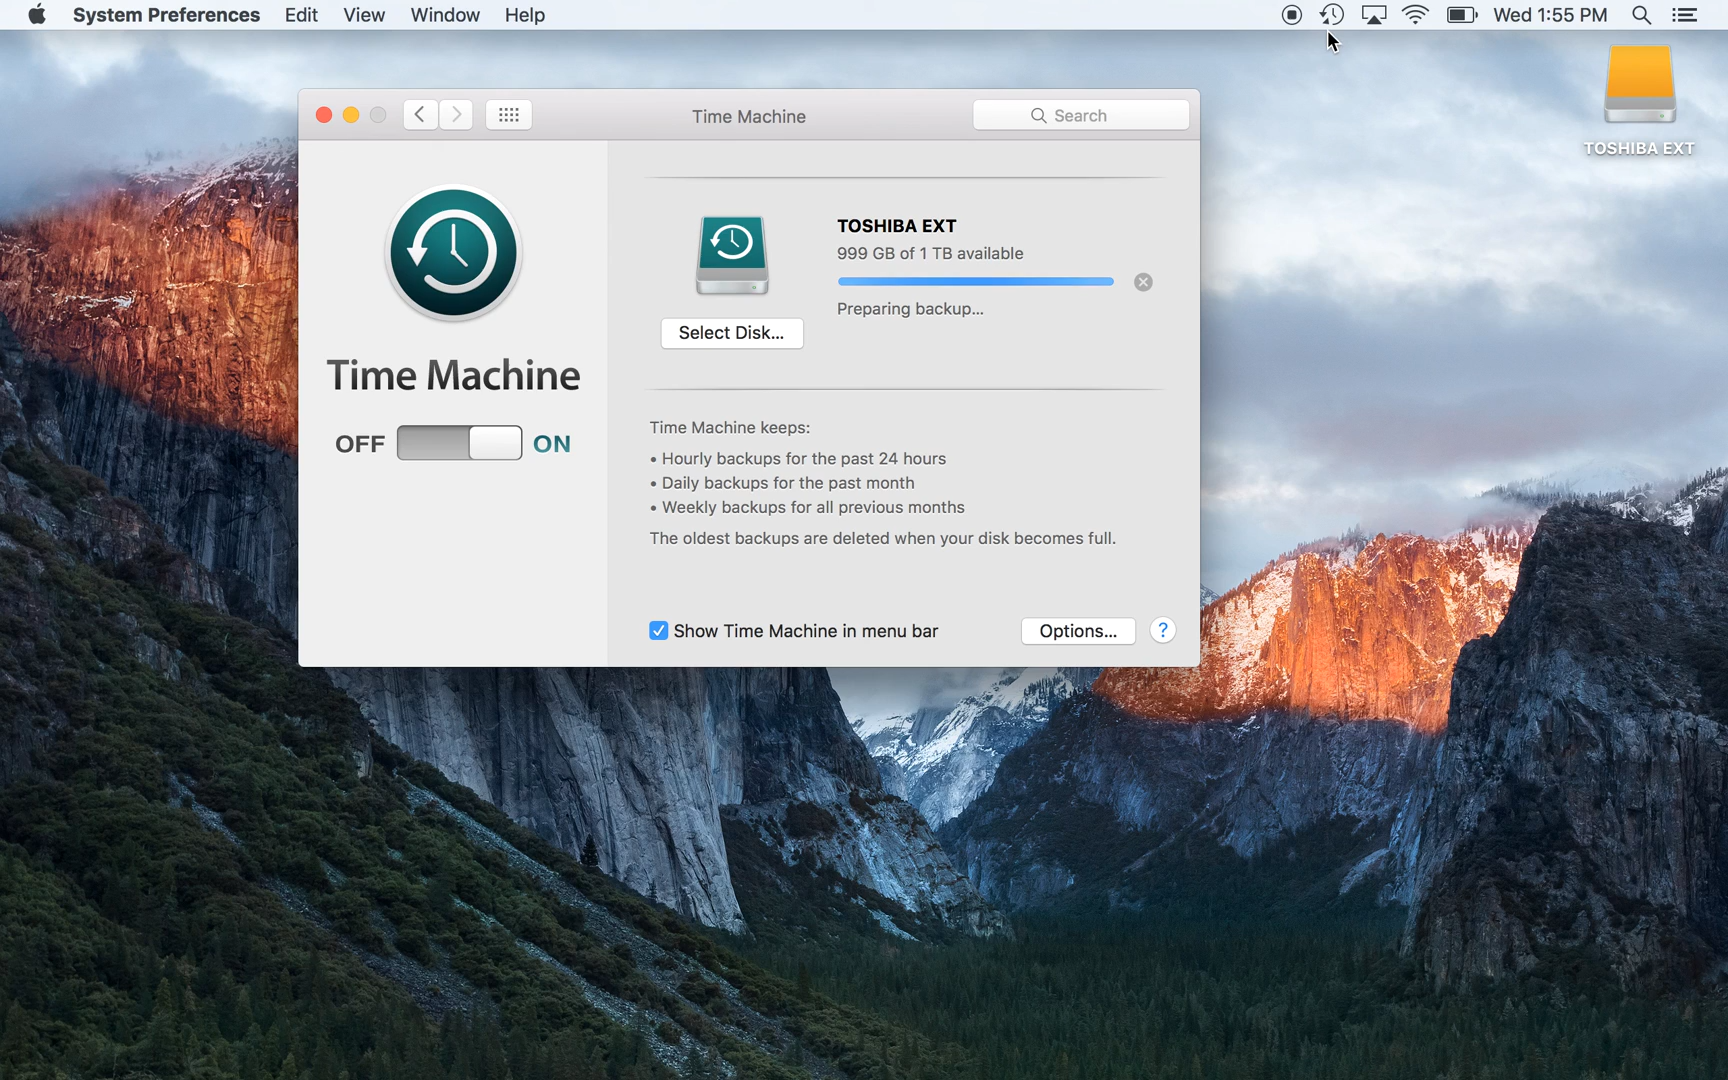 System Preferences Edit View Window Help Wed 1:55 PM
TOSHIBA EXT
Time Machine
Search
Time Machine
OFF ON
TOSHIBA EXT
999 GB of 1 TB available
Preparing backup...
Select Disk...
Time Machine keeps:
• Hourly backups for the past 24 hours
• Daily backups for the past month
• Weekly backups for all previous months
The oldest backups are deleted when your disk becomes full.
Show Time Machine in menu bar
Options...
?